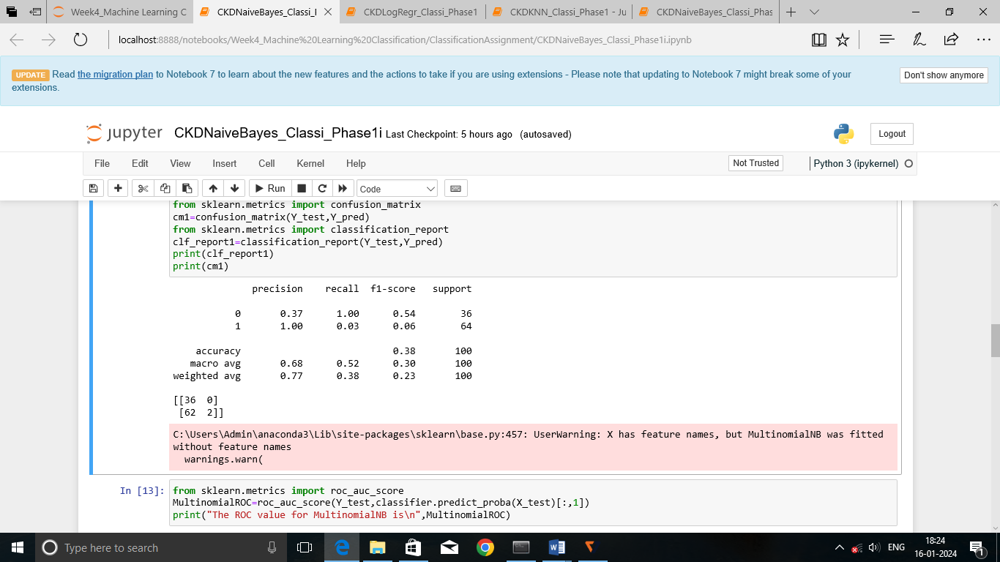 Week4_Machine Learning C
CKDNaiveBayes_Classi_I
CKDLogRegr_Classi_Phase1
CKDKNN_Classi_Phase1 - Ju
CKDNaiveBayes_Classi_Phas
localhost:8888/notebooks/Week4_Machine%20Learning%20Classification/ClassificationAssignment/CKDNaiveBayes_Classi_Phase1i.ipynb
UPDATE Read the migration plan to Notebook 7 to learn about the new features and the actions to take if you are using extensions - Please note that updating to Notebook 7 might break some of your
extensions.
Don't show anymore
jupyter CKDNaiveBayes_Classi_Phase1i Last Checkpoint: 5 hours ago (autosaved)
Logout
File Edit View Insert Cell Kernel Help
Not Trusted
Python 3 (ipykernel)
Run
Code
from sklearn.metrics import confusion_matrix
cm1=confusion_matrix(Y_test,Y_pred)
from sklearn.metrics import classification_report
clf_report1=classification_report(Y_test,Y_pred)
print(clf_report1)
print(cm1)
precision recall f1-score support
0 0.37 1.00 0.54 36
1 1.00 0.03 0.06 64
accuracy 0.38 100
macro avg 0.68 0.52 0.30 100
weighted avg 0.77 0.38 0.23 100
[[36 0]
[62 2]]
C:\Users\Admin\anaconda3\Lib\site-packages\sklearn\base.py:457: UserWarning: X has feature names, but MultinomialNB was fitted
without feature names
warnings.warn(
In [13]: from sklearn.metrics import roc_auc_score
MultinomialROC=roc_auc_score(Y_test,classifier.predict_proba(X_test)[:,1])
print("The ROC value for MultinomialNB is\n",MultinomialROC)
Type here to search
ENG
18:24
16-01-2024
1